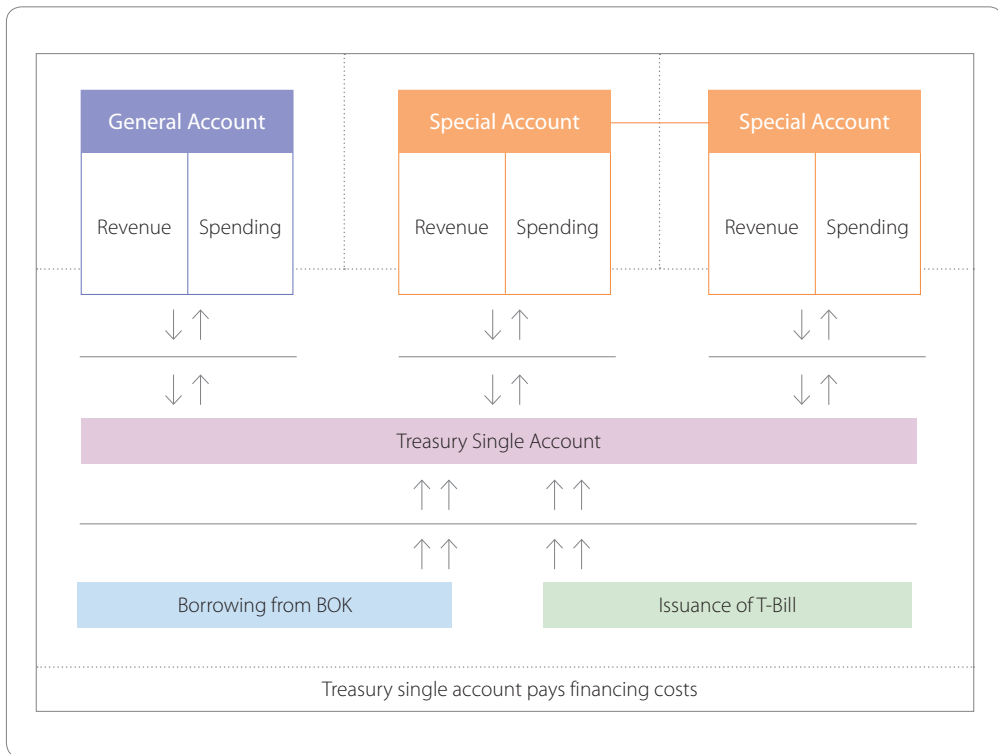 General Account
Special Account
Special Account
Revenue
Spending
Revenue
Spending
Revenue
Spending
Treasury Single Account
Borrowing from BOK
Issuance of T-Bill
Treasury single account pays financing costs